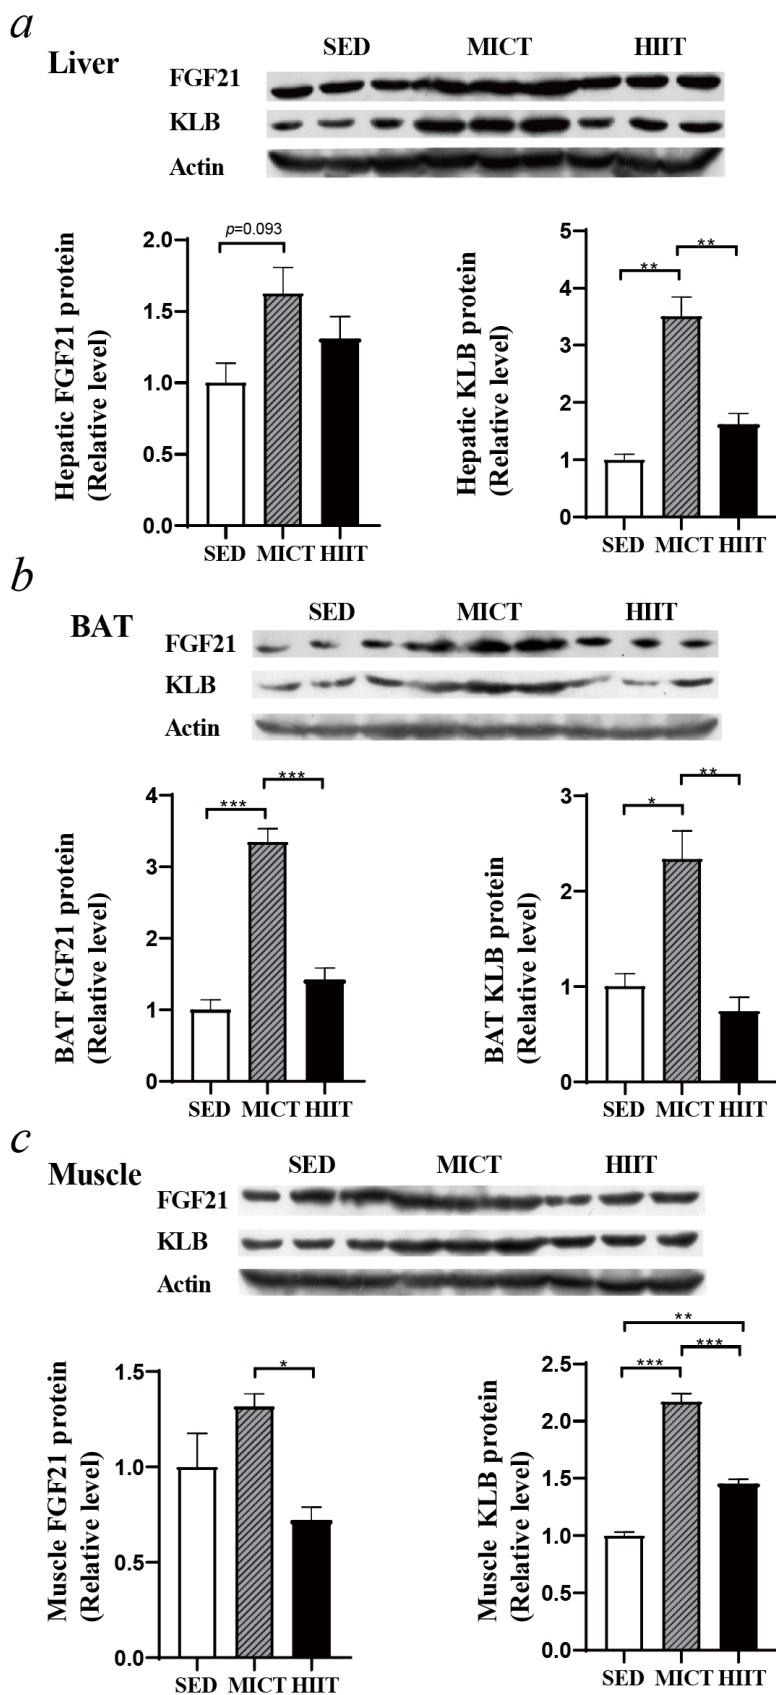 a
Liver
SED MICT HIIT
FGF21
KLB
Actin
Hepatic FGF21 protein
(Relative level)
2.0
1.5
1.0
0.5
0.0
p=0.093
SED MICT HIIT
Hepatic KLB protein
(Relative level)
5
4
3
2
1
0
**
**
SED MICT HIIT
b
BAT
SED MICT HIIT
FGF21
KLB
Actin
BAT FGF21 protein
(Relative level)
4
3
2
1
0
***
***
SED MICT HIIT
BAT KLB protein
(Relative level)
3
2
1
0
*
**
SED MICT HIIT
c
Muscle
SED MICT HIIT
FGF21
KLB
Actin
Muscle FGF21 protein
(Relative level)
1.5
1.0
0.5
0.0
*
SED MICT HIIT
Muscle KLB protein
(Relative level)
2.5
2.0
1.5
1.0
0.5
0.0
**
***
***
SED MICT HIIT